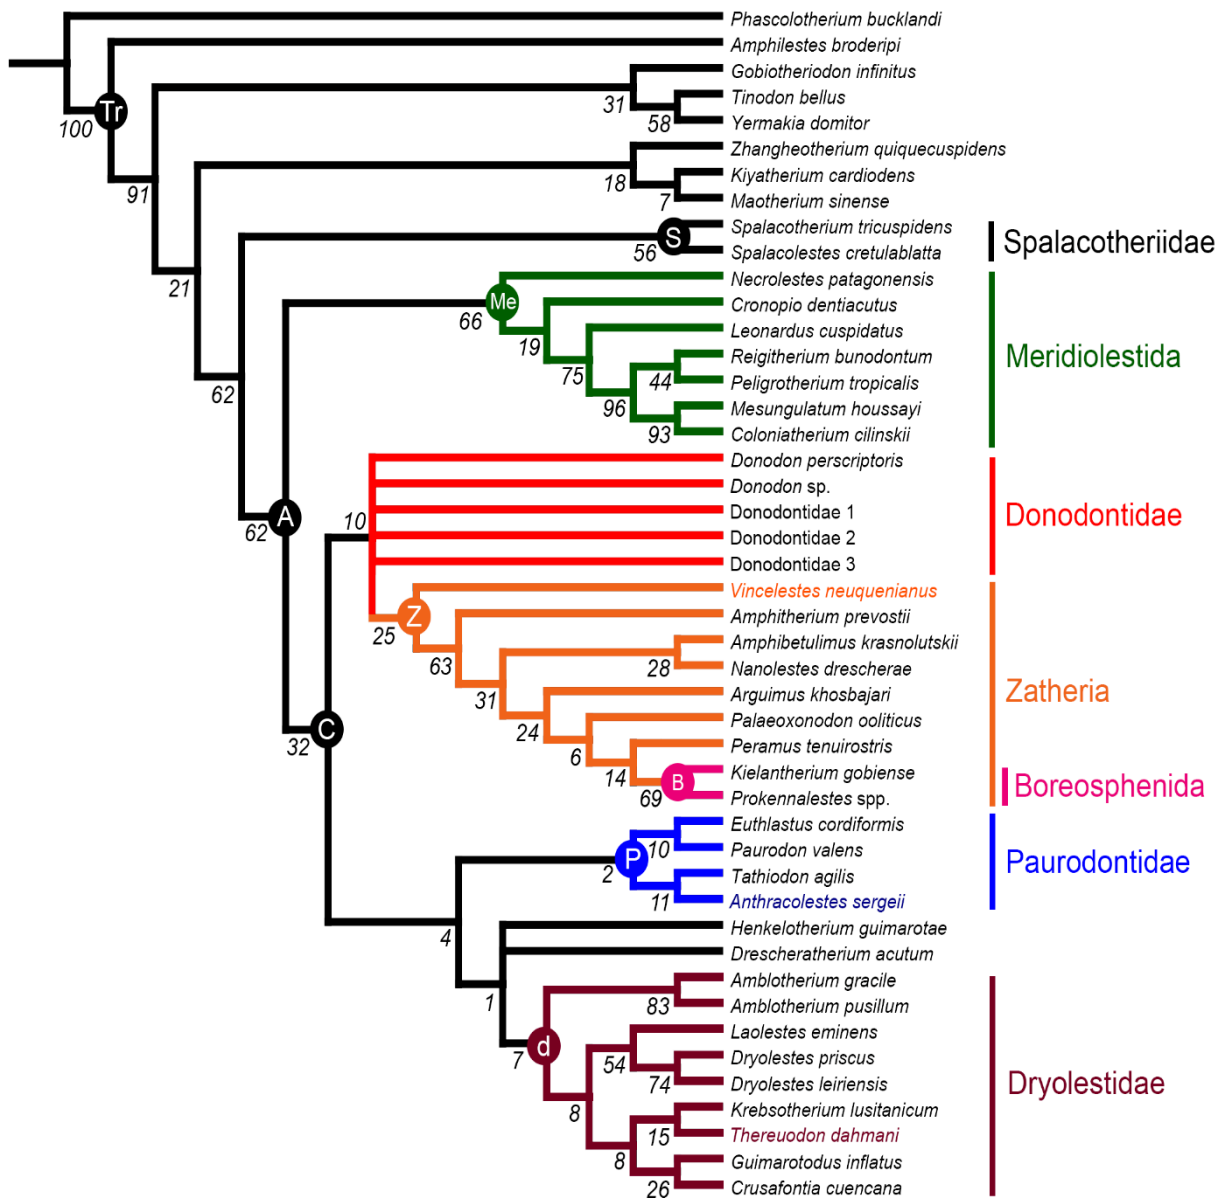 Phascolotherium bucklandi
Amphilestes broderipi
Gobiotheriodon infinitus
Tr
31
Tinodon bellus
100
58
Yermakia domitor
Zhangheotherium quiquecuspidens
91
18
Kiyatherium cardiodens
7
Maotherium sinense
Spalacotherium tricuspidens
S
Spalacotheriidae
56
Spalacolestes cretulablatta
21
Necrolestes patagonensis
Me
Cronopio dentiacutus
66
19
Leonardus cuspidatus
Reigitherium bunodontum
Meridiolestida
75
44
Peligrotherium tropicalis
62
96
Mesungulatum houssayi
93
Coloniatherium cilinskii
Donodon perscriptoris
Donodon sp.
A
62
10
Donodontidae 1
Donodontidae
Donodontidae 2
Donodontidae 3
Vincelestes neuquenianus
Z
25
Amphitherium prevostii
63
Amphibetulimus krasnolutskii
28
Nanolestes drescherae
31
Arguimus khosbajari
Zatheria
C
32
24
Palaeoxonodon ooliticus
6
Peramus tenuirostris
14
B
Kielantherium gobiense
Boreosphenida
69
Prokennalestes spp.
Euthlastus cordiformis
P
10
Paurodon valens
2
Tathiodon agilis
Paurodontidae
11
Anthracolestes sergeii
4
Henkelotherium guimarotae
Drescheratherium acutum
1
Amblotherium gracile
83
Amblotherium pusillum
d
7
Laolestes eminens
54
Dryolestes priscus
74
Dryolestes leiriensis
Dryolestidae
8
Krebsotherium lusitanicum
15
Thereuodon dahmani
8
Guimarotodus inflatus
26
Crusafontia cuencana